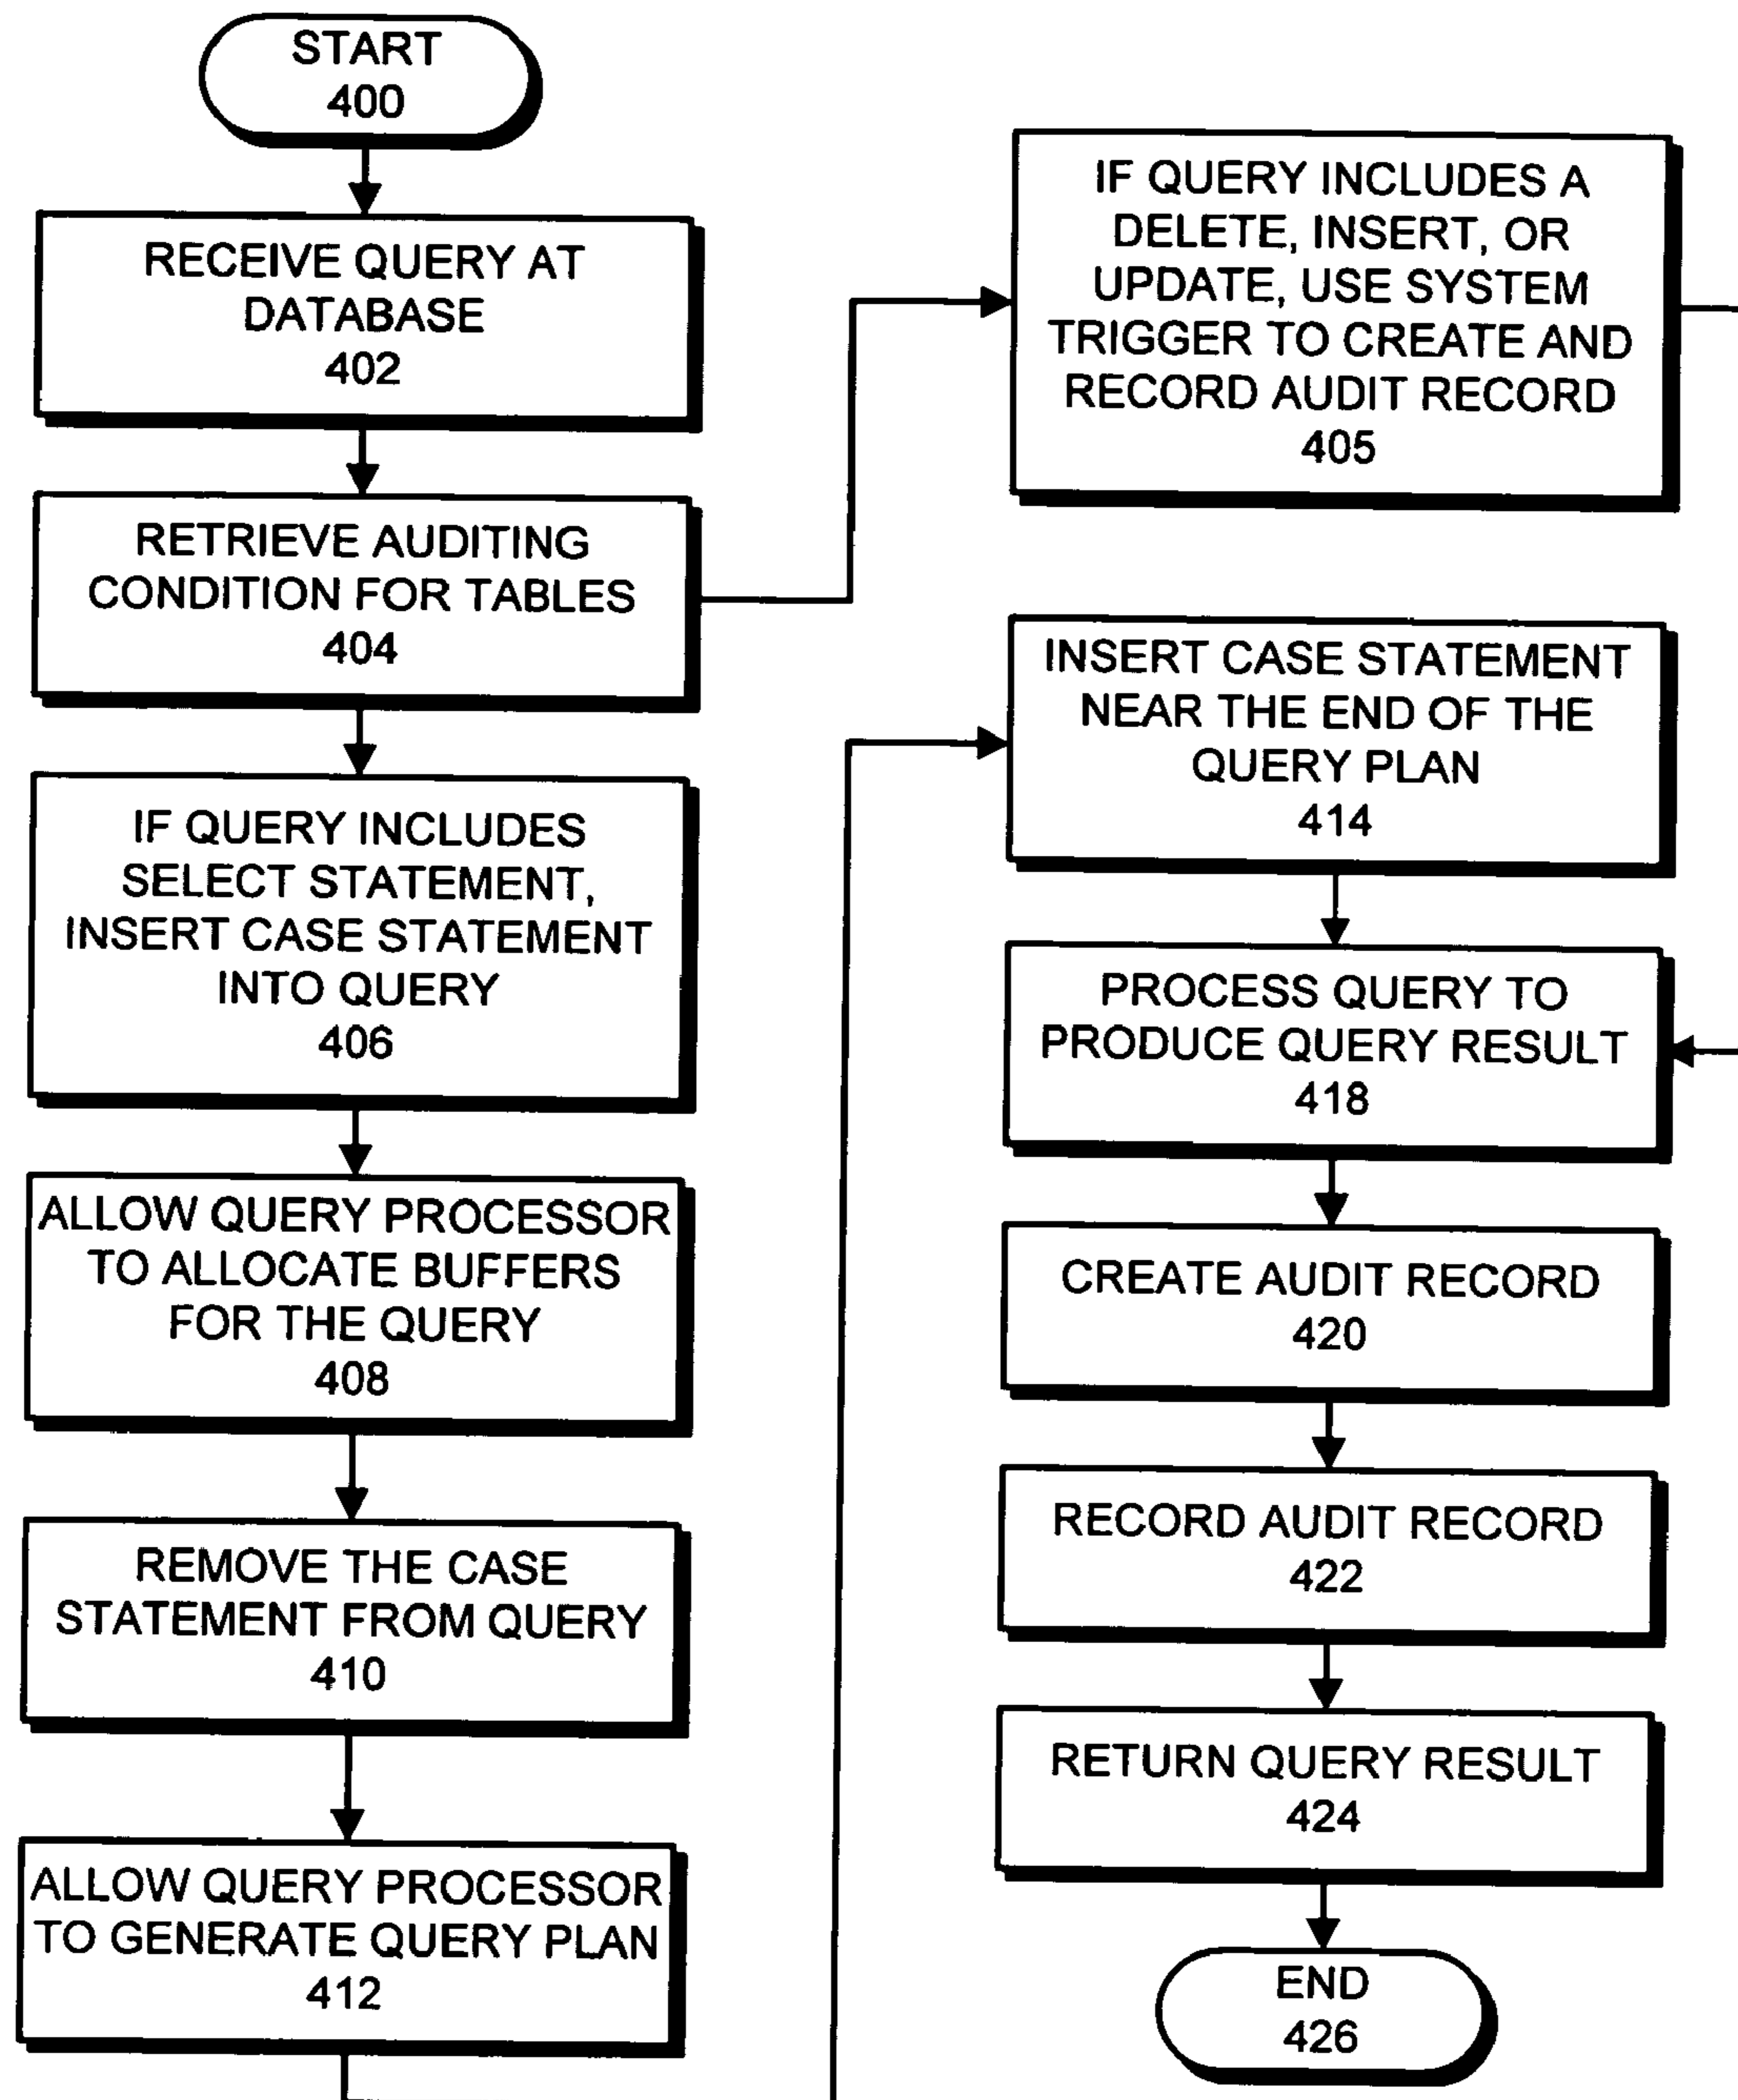 START
400
RECEIVE QUERY AT
DATABASE
402
RETRIEVE AUDITING
CONDITION FOR TABLES
404
IF QUERY INCLUDES A
DELETE, INSERT, OR
UPDATE, USE SYSTEM
TRIGGER TO CREATE AND
RECORD AUDIT RECORD
405
IF QUERY INCLUDES
SELECT STATEMENT,
INSERT CASE STATEMENT
INTO QUERY
406
ALLOW QUERY PROCESSOR
TO ALLOCATE BUFFERS
FOR THE QUERY
408
REMOVE THE CASE
STATEMENT FROM QUERY
410
ALLOW QUERY PROCESSOR
TO GENERATE QUERY PLAN
412
INSERT CASE STATEMENT
NEAR THE END OF THE
QUERY PLAN
414
PROCESS QUERY TO
PRODUCE QUERY RESULT
418
CREATE AUDIT RECORD
420
RECORD AUDIT RECORD
422
RETURN QUERY RESULT
424
END
426